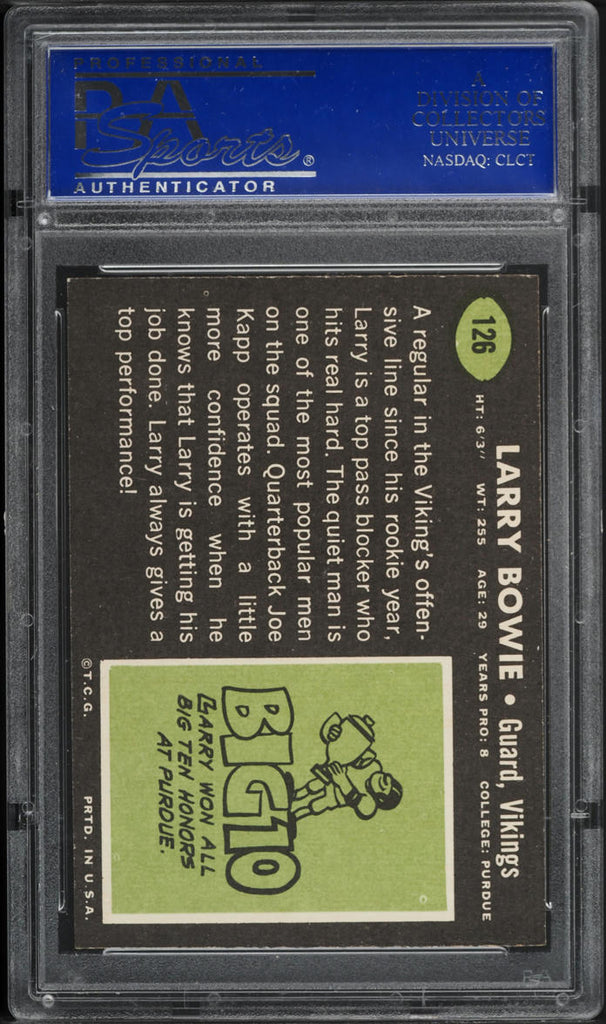 PROFESSIONAL
PSA
Sports®
AUTHENTICATOR
A
DIVISION OF
COLLECTORS
UNIVERSE
NASDAQ: CLCT
126
LARRY BOWIE • Guard, Vikings
HT: 6'3" WT: 255 AGE: 29 YEARS PRO: 8 COLLEGE: PURDUE
A regular in the Viking's offen-
sive line since his rookie year,
Larry is a top pass blocker who
hits real hard. The quiet man is
one of the most popular men
on the squad. Quarterback Joe
Kapp operates with a little
more confidence when he
knows that Larry is getting his
job done. Larry always gives a
top performance!
BIG 10
LARRY WON ALL
BIG TEN HONORS
AT PURDUE.
©T.C.G. PRTD. IN U.S.A.
PSA